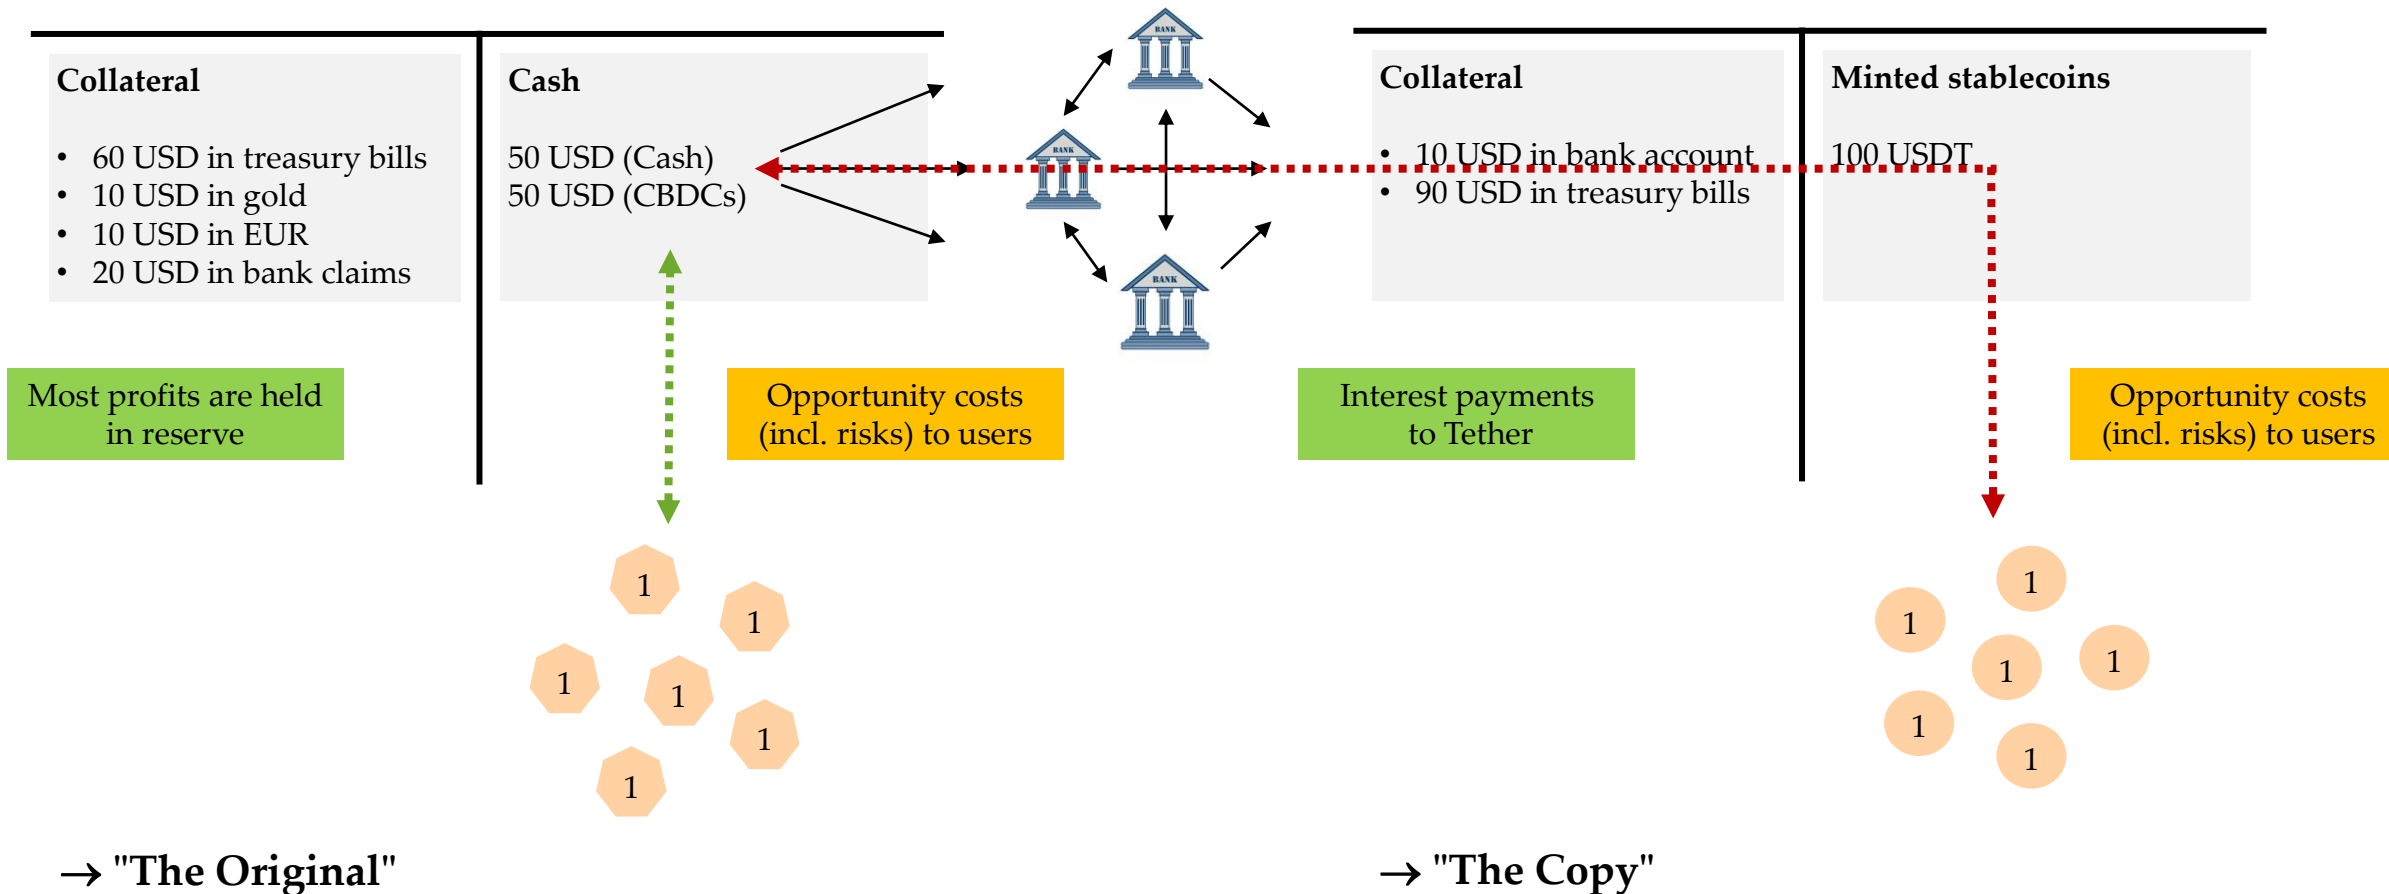 Collateral
• 60 USD in treasury bills
• 10 USD in gold
• 10 USD in EUR
• 20 USD in bank claims
Cash
50 USD (Cash)
50 USD (CBDCs)
BANK
BANK
BANK
Collateral
• 10 USD in bank account
• 90 USD in treasury bills
Minted stablecoins
100 USDT
Most profits are held
in reserve
Opportunity costs
(incl. risks) to users
Interest payments
to Tether
Opportunity costs
(incl. risks) to users
1
1
1
1
1
1
1
1
1
1
1
1
→ "The Original"
→ "The Copy"